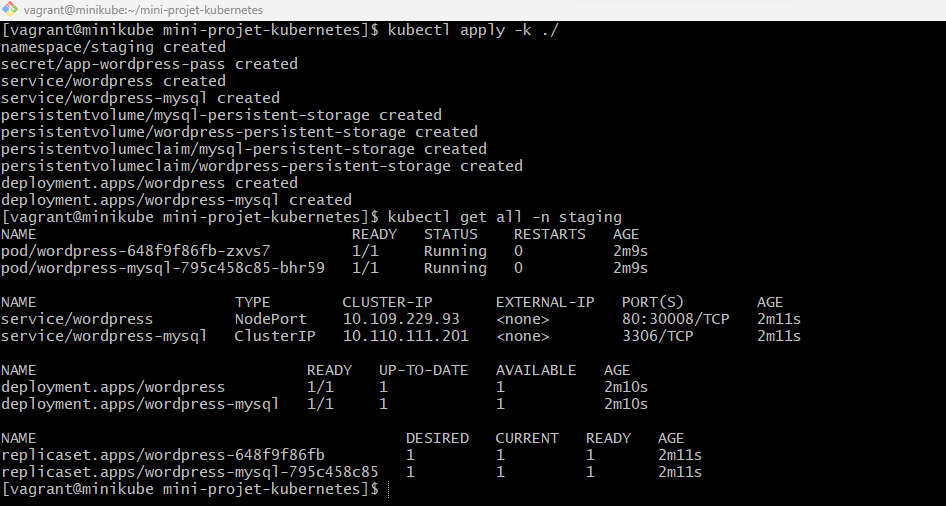 vagrant@minikube:~/mini-projet-kubernetes
[vagrant@minikube mini-projet-kubernetes]$ kubectl apply -k ./
namespace/staging created
secret/app-wordpress-pass created
service/wordpress created
service/wordpress-mysql created
persistentvolume/mysql-persistent-storage created
persistentvolume/wordpress-persistent-storage created
persistentvolumeclaim/mysql-persistent-storage created
persistentvolumeclaim/wordpress-persistent-storage created
deployment.apps/wordpress created
deployment.apps/wordpress-mysql created
[vagrant@minikube mini-projet-kubernetes]$ kubectl get all -n staging
NAME                                   READY   STATUS    RESTARTS   AGE
pod/wordpress-648f9f86fb-zxvs7         1/1     Running   0          2m9s
pod/wordpress-mysql-795c458c85-bhr59   1/1     Running   0          2m9s

NAME                      TYPE        CLUSTER-IP       EXTERNAL-IP   PORT(S)        AGE
service/wordpress         NodePort    10.109.229.93    <none>        80:30008/TCP   2m11s
service/wordpress-mysql   ClusterIP   10.110.111.201   <none>        3306/TCP       2m11s

NAME                              READY   UP-TO-DATE   AVAILABLE   AGE
deployment.apps/wordpress         1/1     1            1           2m10s
deployment.apps/wordpress-mysql   1/1     1            1           2m10s

NAME                                         DESIRED   CURRENT   READY   AGE
replicaset.apps/wordpress-648f9f86fb         1         1         1       2m11s
replicaset.apps/wordpress-mysql-795c458c85   1         1         1       2m11s
[vagrant@minikube mini-projet-kubernetes]$